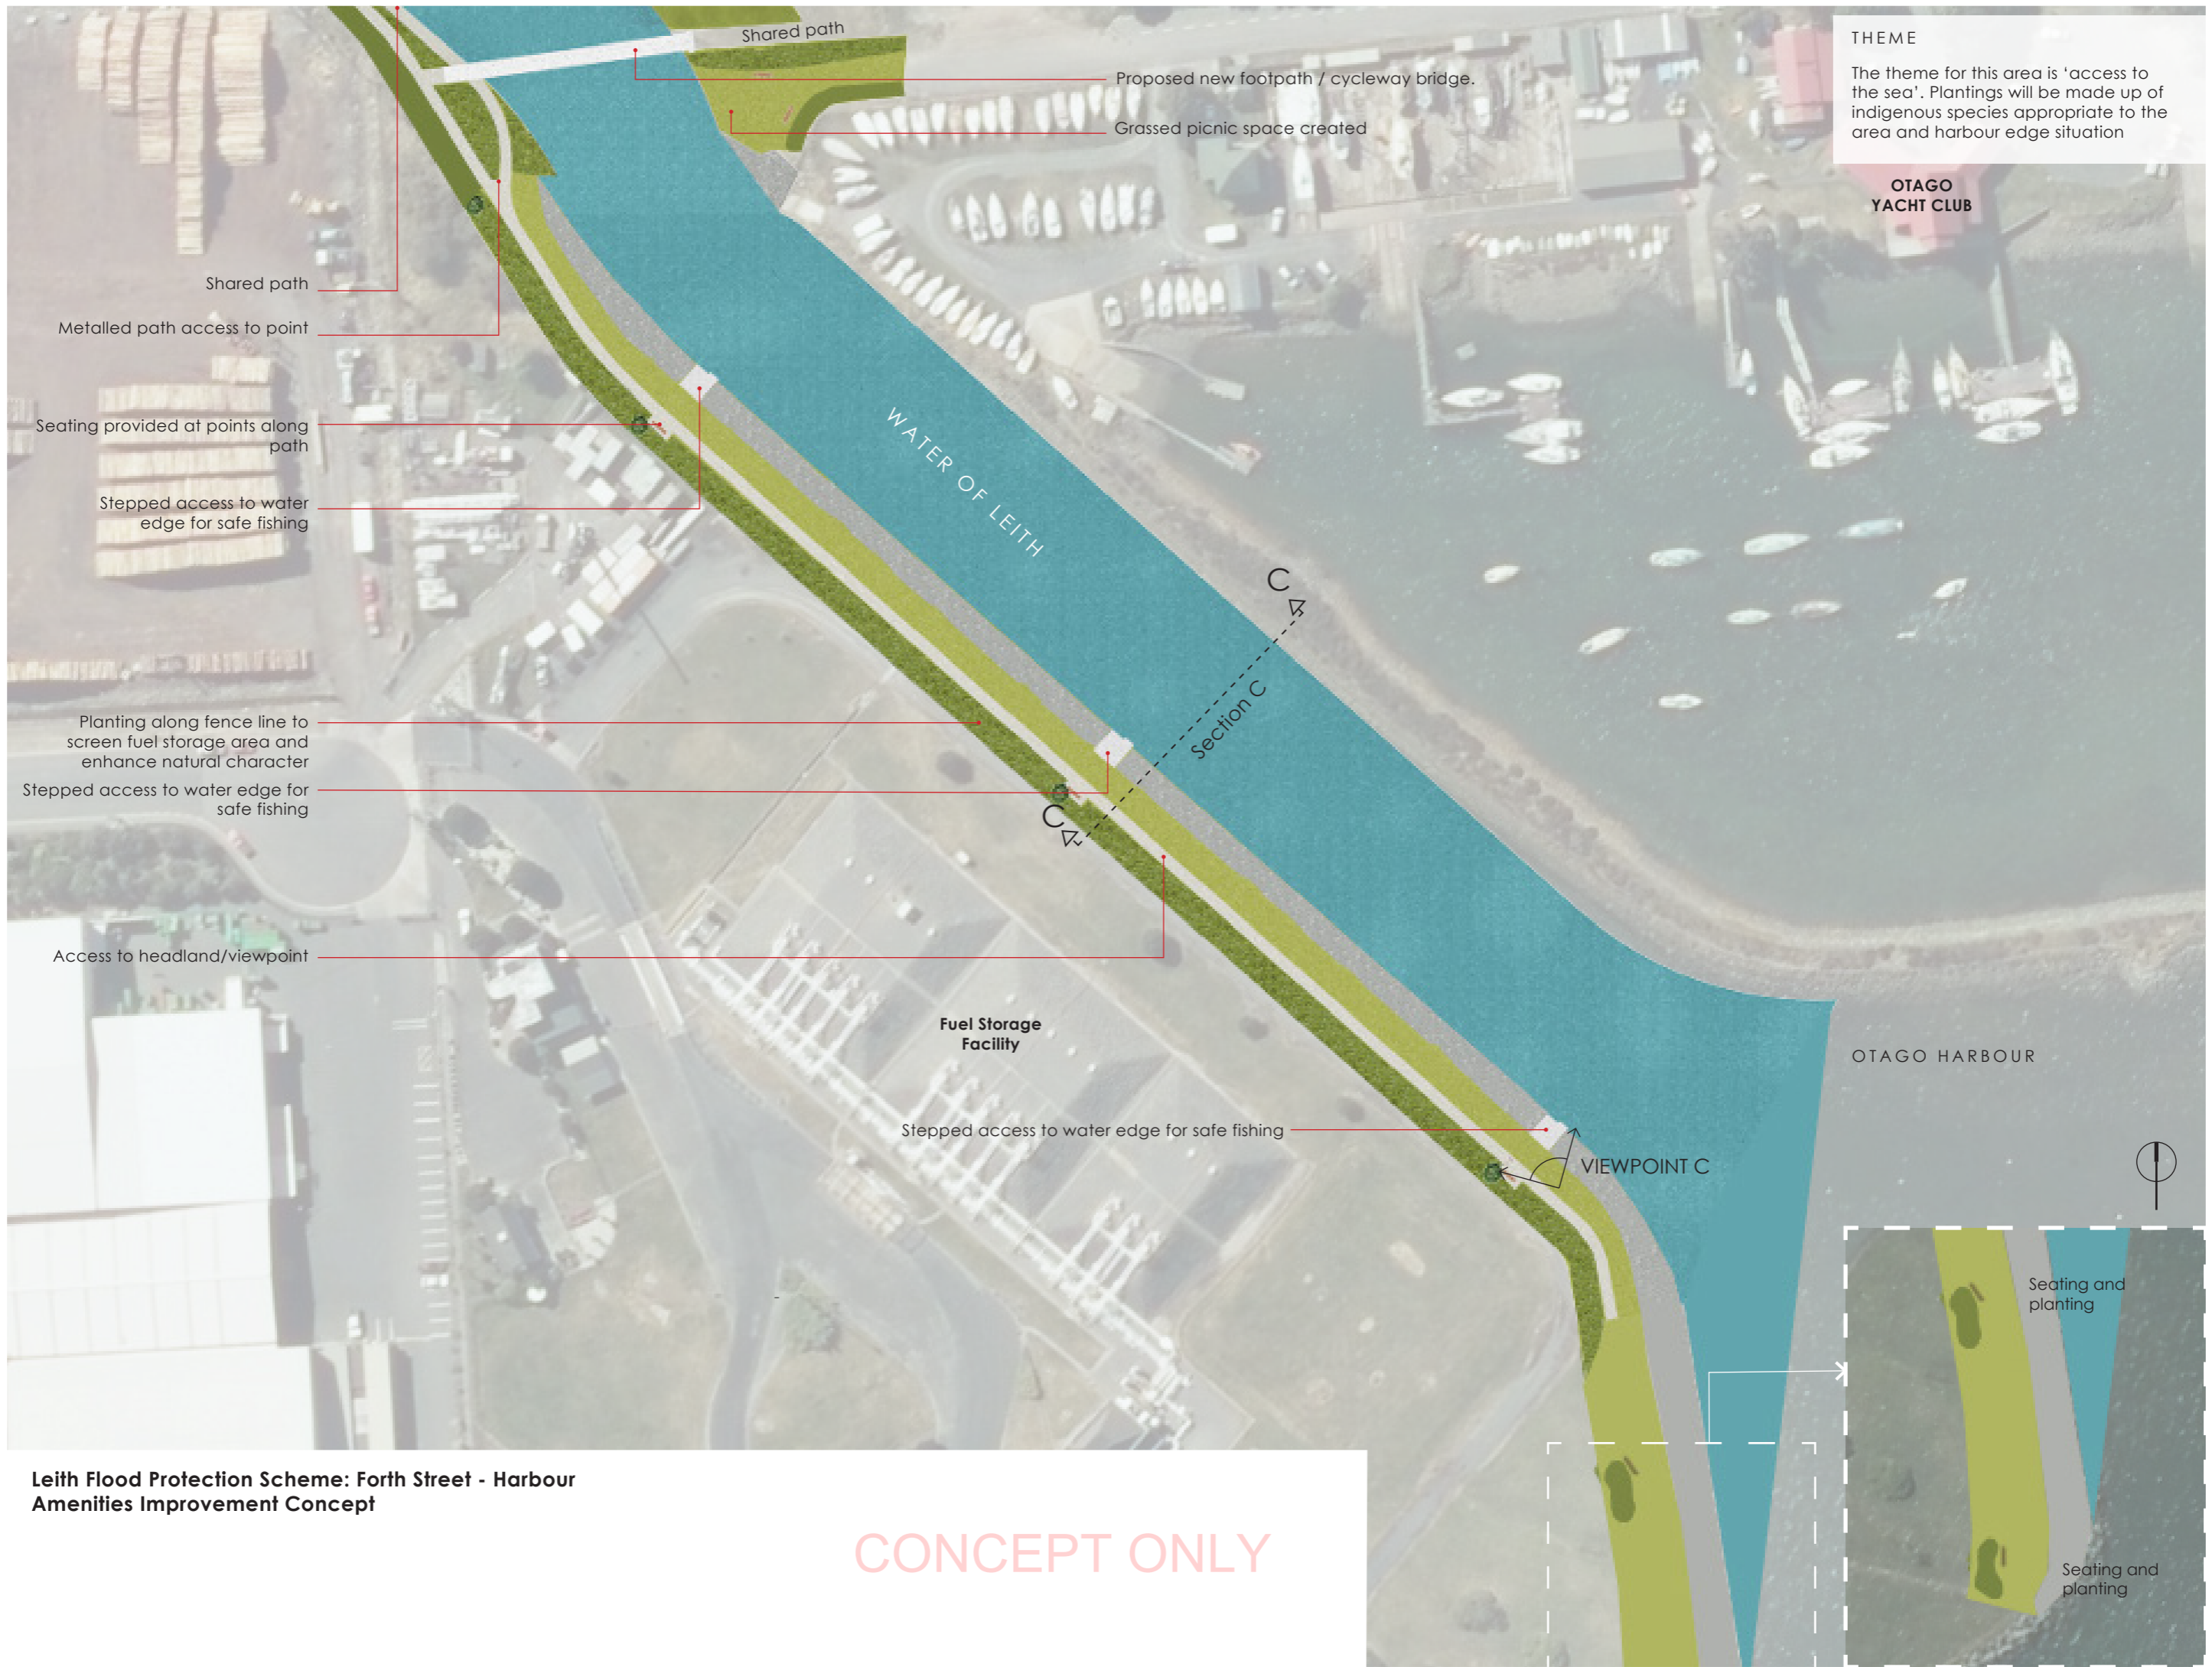 Shared path
THEME
The theme for this area is ‘access to
the sea’. Plantings will be made up of
indigenous species appropriate to the
area and harbour edge situation
Proposed new footpath / cycleway bridge.
Grassed picnic space created
OTAGO
YACHT CLUB
Shared path
Metalled path access to point
Seating provided at points along
path
Stepped access to water
edge for safe fishing
WATER OF LEITH
C
Section C
C
Planting along fence line to
screen fuel storage area and
enhance natural character
Stepped access to water edge for
safe fishing
Access to headland/viewpoint
Fuel Storage
Facility
OTAGO HARBOUR
Stepped access to water edge for safe fishing
VIEWPOINT C
Seating and
planting
Seating and
planting
Leith Flood Protection Scheme: Forth Street - Harbour
Amenities Improvement Concept
CONCEPT ONLY